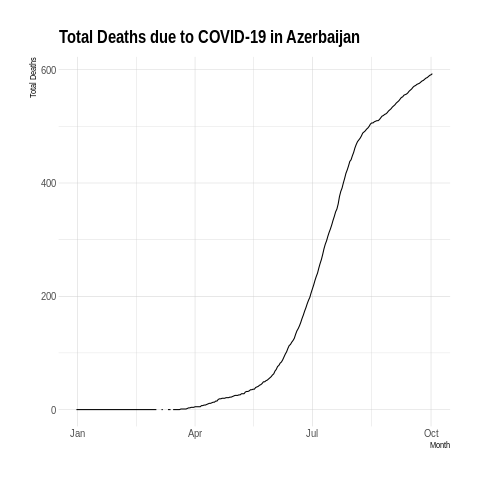 Total Deaths due to COVID-19 in Azerbaijan
Total Deaths
600
400
200
0
Jan Apr Jul Oct
Month